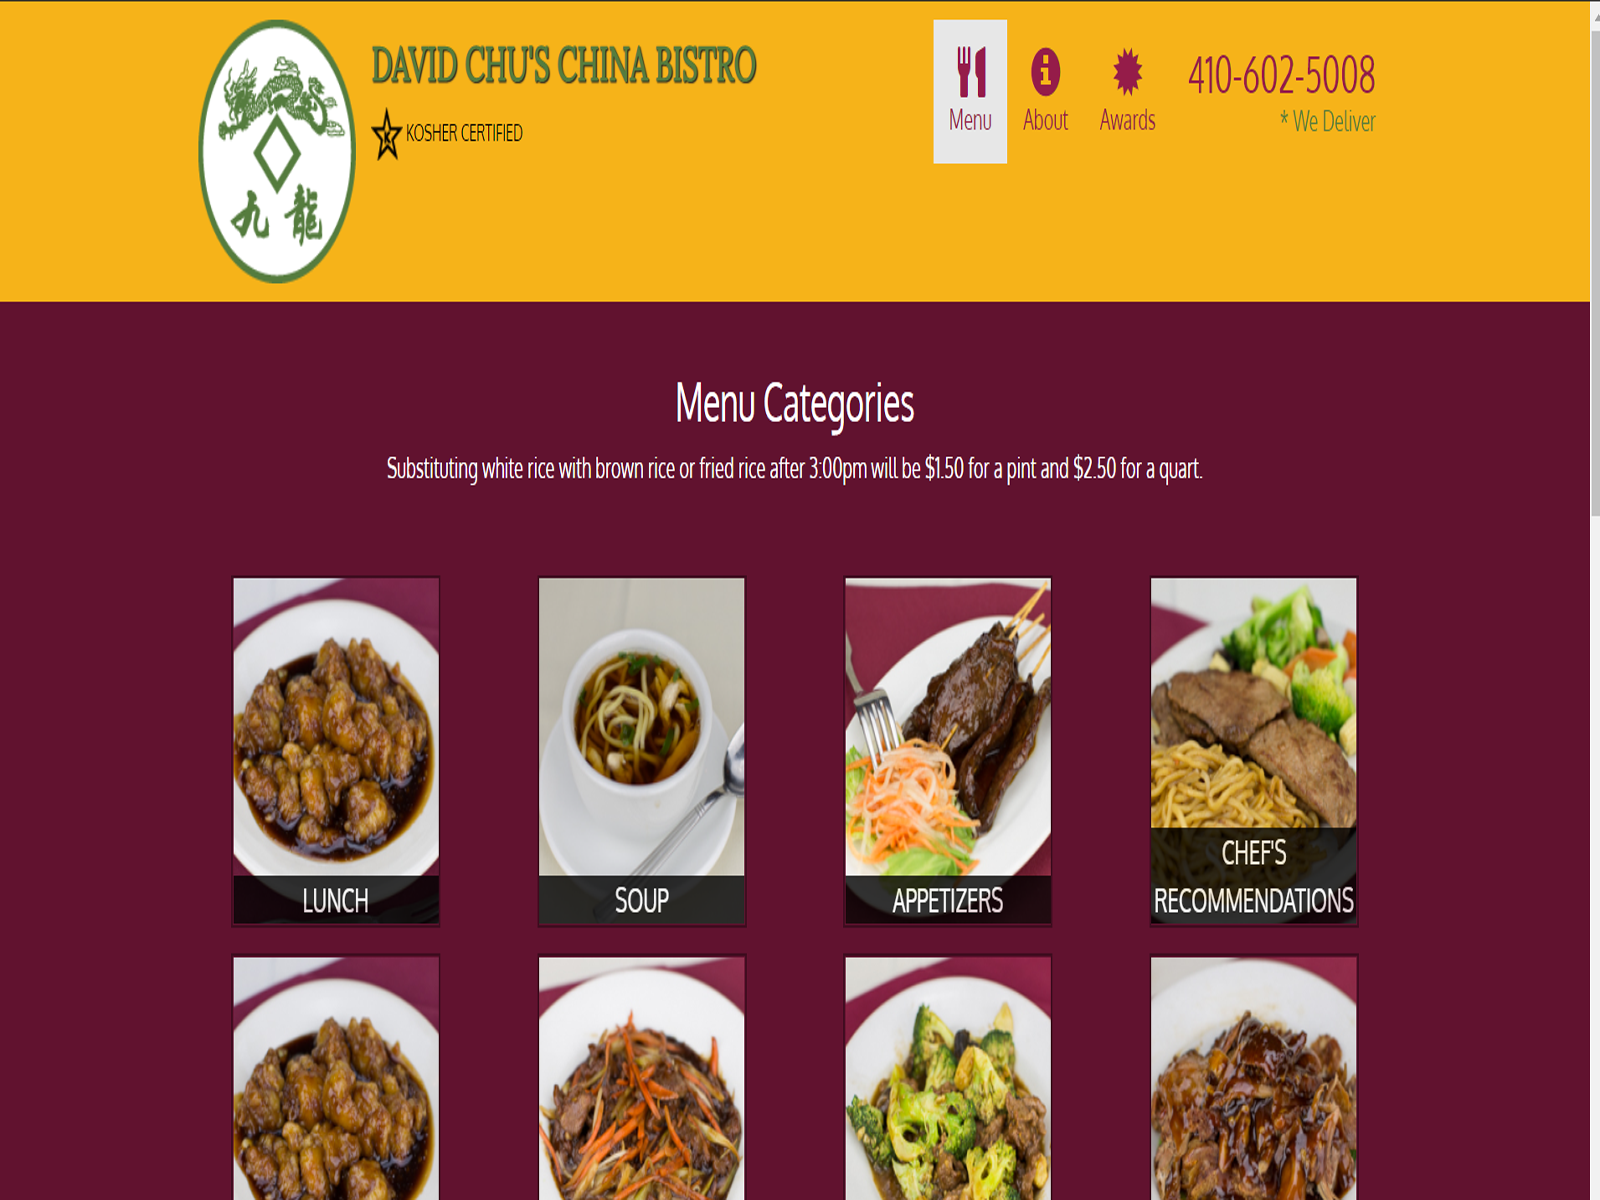 DAVID CHU'S CHINA BISTRO
K
KOSHER CERTIFIED
九龍
Menu
About
Awards
410-602-5008
* We Deliver
Menu Categories
Substituting white rice with brown rice or fried rice after 3:00pm will be $1.50 for a pint and $2.50 for a quart.
LUNCH
SOUP
APPETIZERS
CHEF'S
RECOMMENDATIONS